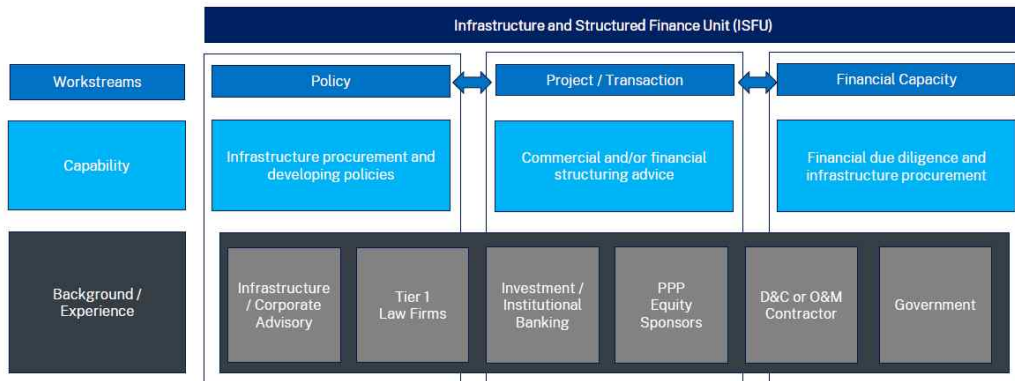 Infrastructure and Structured Finance Unit (ISFU)
Workstreams
Policy
Project / Transaction
Financial Capacity
Capability
Infrastructure procurement and
developing policies
Commercial and/or financial
structuring advice
Financial due diligence and
infrastructure procurement
Background /
Experience
Infrastructure
/ Corporate
Advisory
Tier 1
Law Firms
Investment /
Institutional
Banking
PPP
Equity
Sponsors
D&C or O&M
Contractor
Government